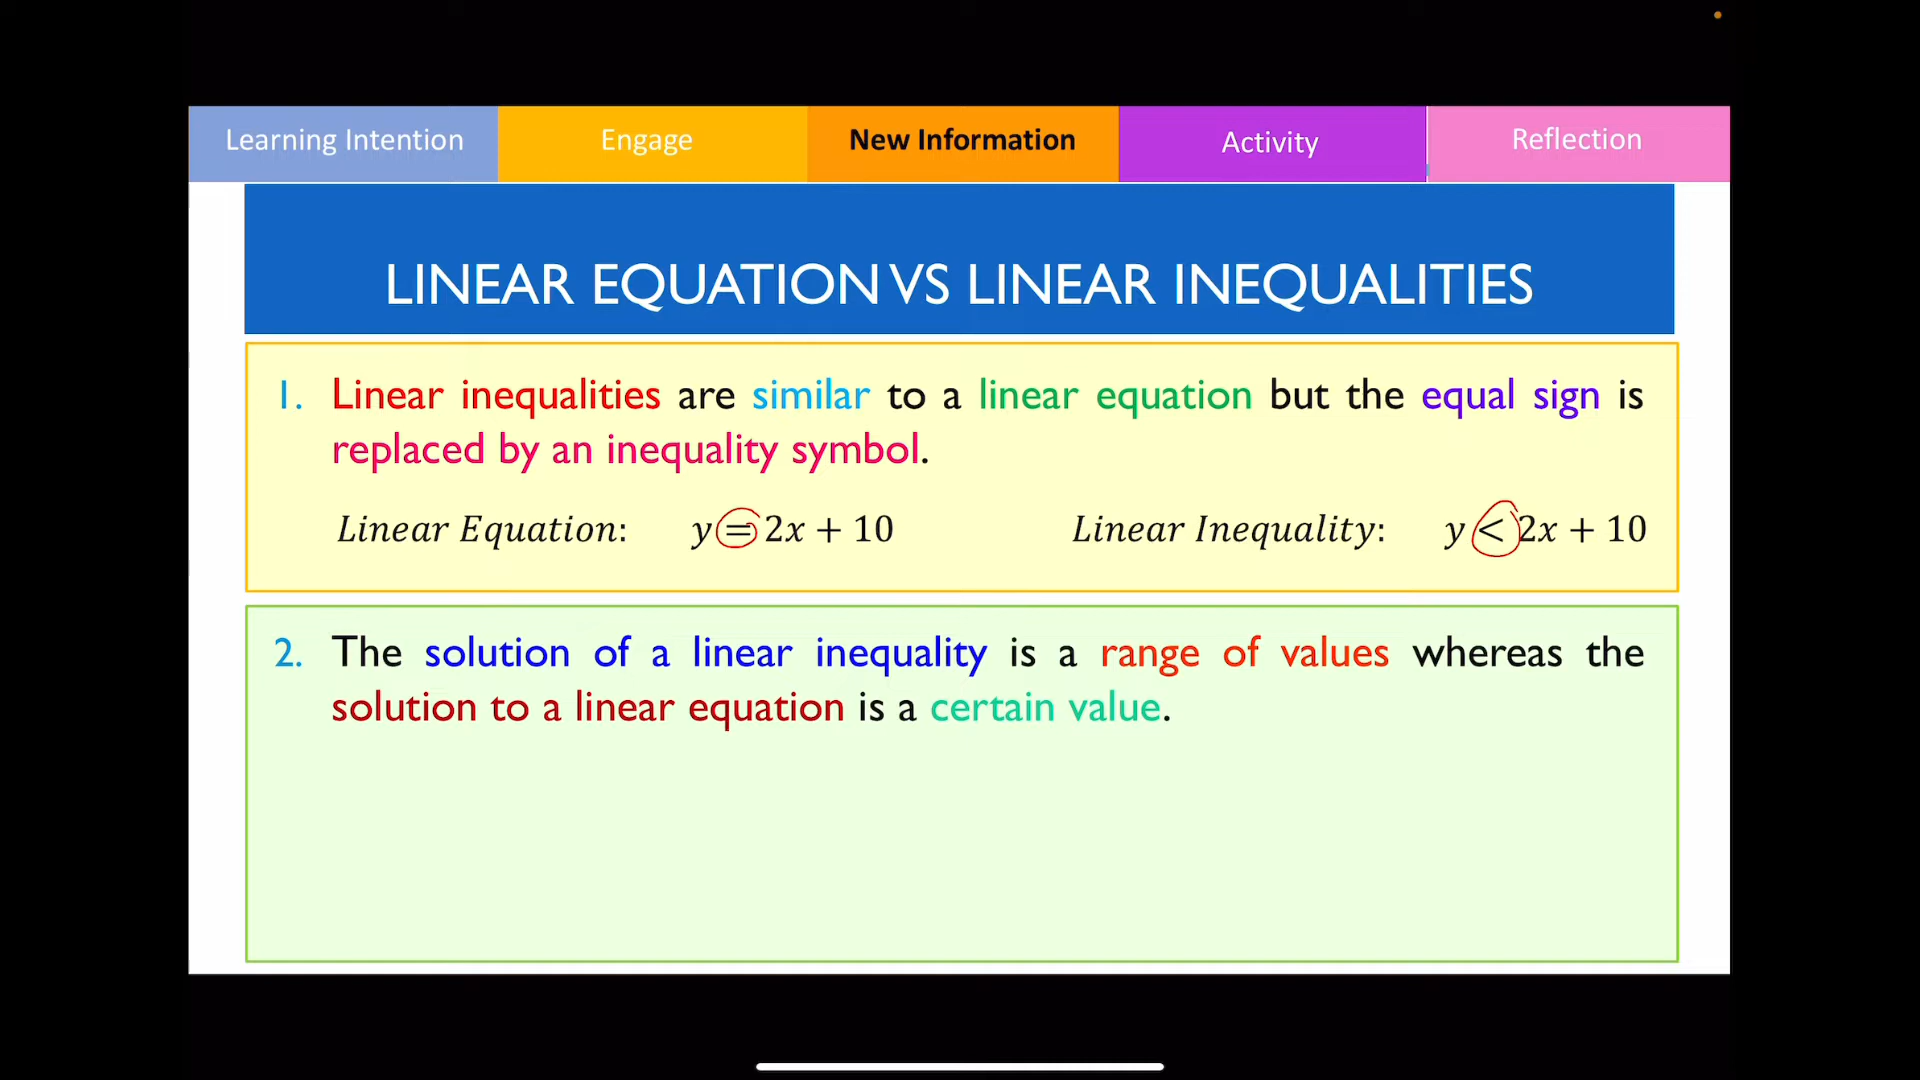 Learning Intention Engage New Information Activity Reflection
LINEAR EQUATION VS LINEAR INEQUALITIES
1. Linear inequalities are similar to a linear equation but the equal sign is
replaced by an inequality symbol.
Linear Equation: y = 2x + 10 Linear Inequality: y < 2x + 10
2. The solution of a linear inequality is a range of values whereas the
solution to a linear equation is a certain value.